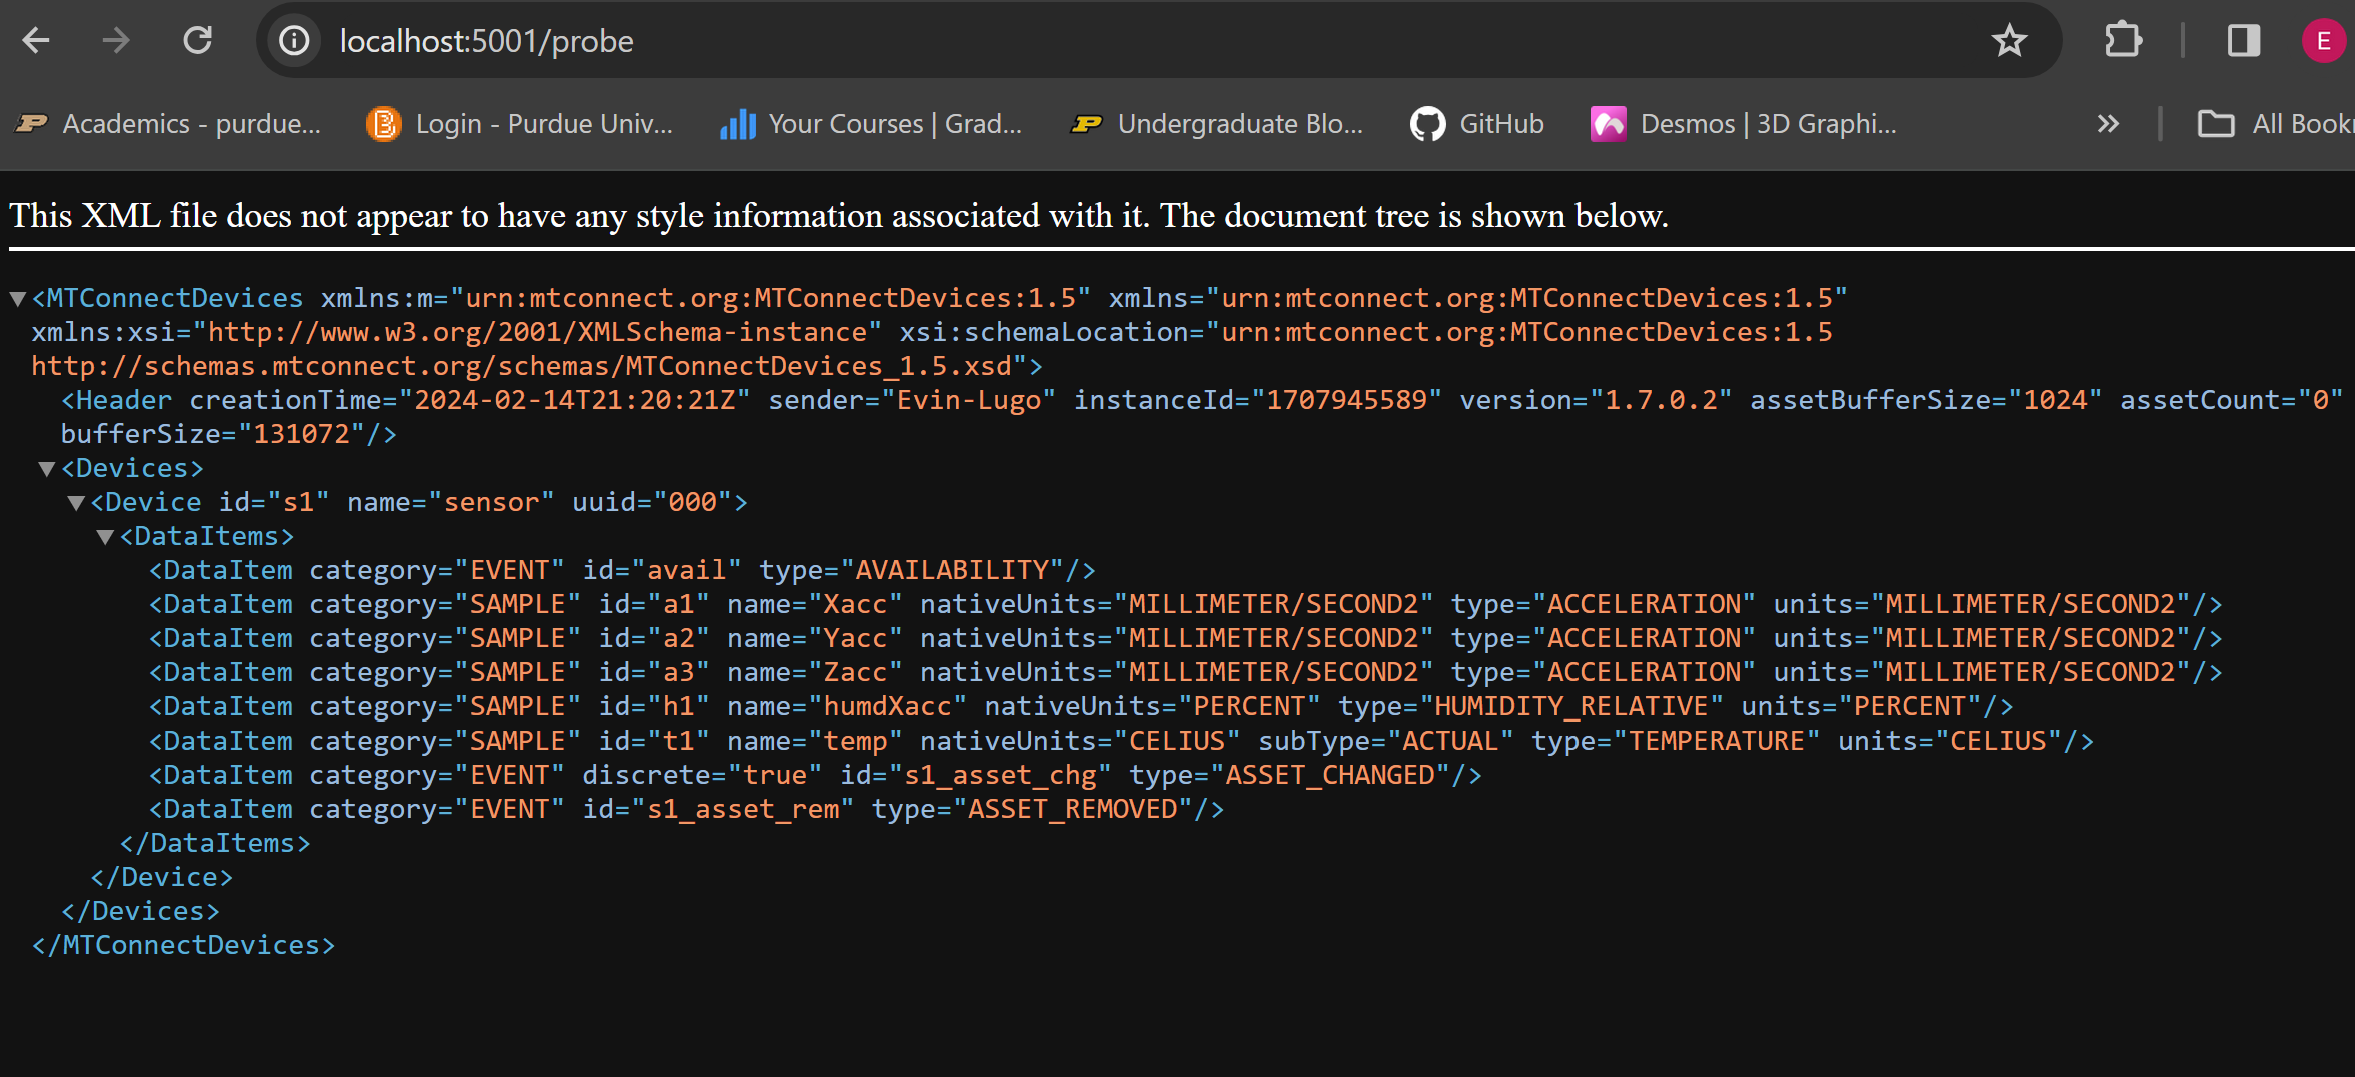 localhost:5001/probe
E
Academics - purdue...
Login - Purdue Univ...
Your Courses | Grad...
Undergraduate Blo...
GitHub
Desmos | 3D Graphi...
All Book
This XML file does not appear to have any style information associated with it. The document tree is shown below.
<MTConnectDevices xmlns:m="urn:mtconnect.org:MTConnectDevices:1.5" xmlns="urn:mtconnect.org:MTConnectDevices:1.5"
xmlns:xsi="http://www.w3.org/2001/XMLSchema-instance" xsi:schemaLocation="urn:mtconnect.org:MTConnectDevices:1.5
http://schemas.mtconnect.org/schemas/MTConnectDevices_1.5.xsd">
<Header creationTime="2024-02-14T21:20:21Z" sender="Evin-Lugo" instanceId="1707945589" version="1.7.0.2" assetBufferSize="1024" assetCount="0"
bufferSize="131072"/>
<Devices>
<Device id="s1" name="sensor" uuid="000">
<DataItems>
<DataItem category="EVENT" id="avail" type="AVAILABILITY"/>
<DataItem category="SAMPLE" id="a1" name="Xacc" nativeUnits="MILLIMETER/SECOND2" type="ACCELERATION" units="MILLIMETER/SECOND2"/>
<DataItem category="SAMPLE" id="a2" name="Yacc" nativeUnits="MILLIMETER/SECOND2" type="ACCELERATION" units="MILLIMETER/SECOND2"/>
<DataItem category="SAMPLE" id="a3" name="Zacc" nativeUnits="MILLIMETER/SECOND2" type="ACCELERATION" units="MILLIMETER/SECOND2"/>
<DataItem category="SAMPLE" id="h1" name="humdXacc" nativeUnits="PERCENT" type="HUMIDITY_RELATIVE" units="PERCENT"/>
<DataItem category="SAMPLE" id="t1" name="temp" nativeUnits="CELIUS" subType="ACTUAL" type="TEMPERATURE" units="CELIUS"/>
<DataItem category="EVENT" discrete="true" id="s1_asset_chg" type="ASSET_CHANGED"/>
<DataItem category="EVENT" id="s1_asset_rem" type="ASSET_REMOVED"/>
</DataItems>
</Device>
</Devices>
</MTConnectDevices>